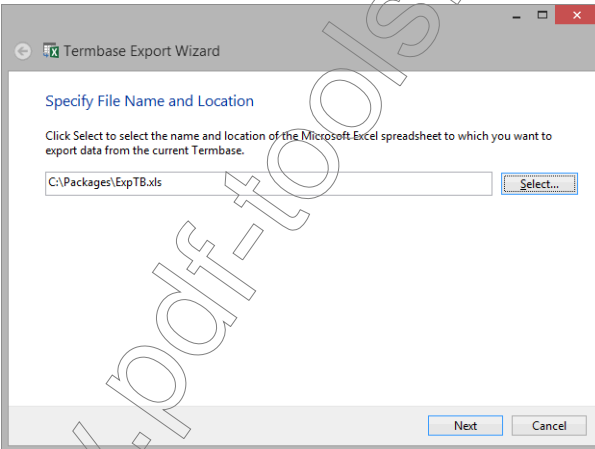 Termbase Export Wizard
Specify File Name and Location
Click Select to select the name and location of the Microsoft Excel spreadsheet to which you want to
export data from the current Termbase.
C:\Packages\ExpTB.xls
Select...
Next
Cancel
.pdf-tools.